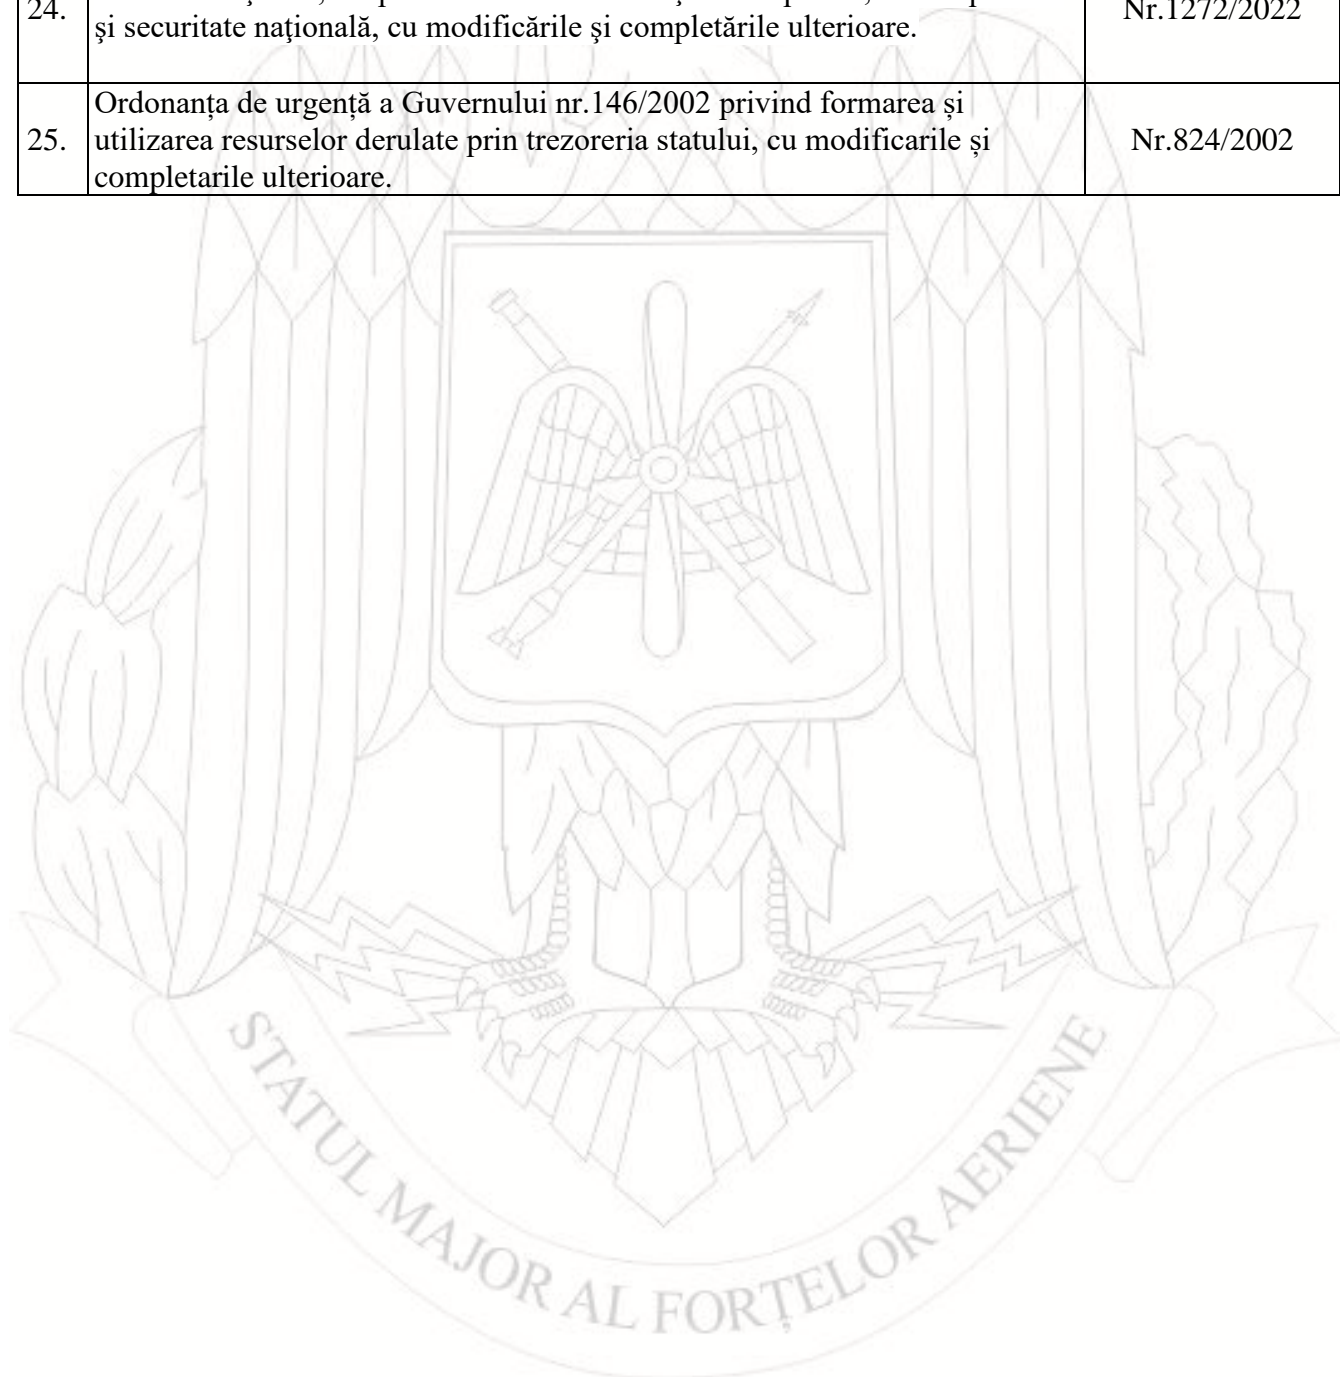 24.
şi securitate naţională, cu modificările şi completările ulterioare.
Nr.1272/2022
Ordonanța de urgență a Guvernului nr.146/2002 privind formarea și
25.
utilizarea resurselor derulate prin trezoreria statului, cu modificarile și
Nr.824/2002
completarile ulterioare.
STATUL MAJOR AL FORȚELOR AERIENE